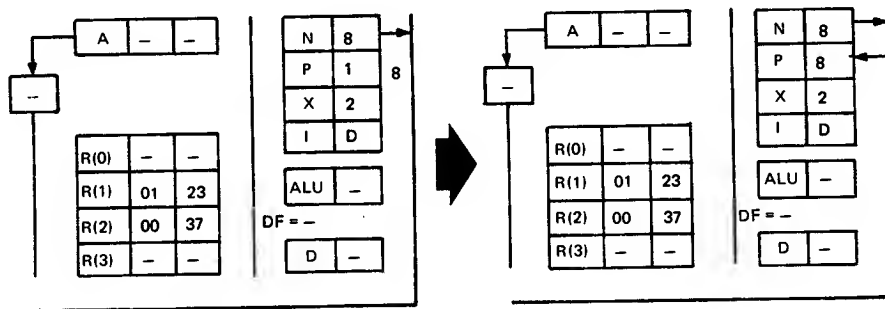 A – –
–
N 8
P 1
X 2
I D
8
R(0) – –
R(1) 01 23
R(2) 00 37
R(3) – –
ALU –
DF = –
D –
A – –
–
N 8
P 8
X 2
I D
R(0) – –
R(1) 01 23
R(2) 00 37
R(3) – –
ALU –
DF = –
D –